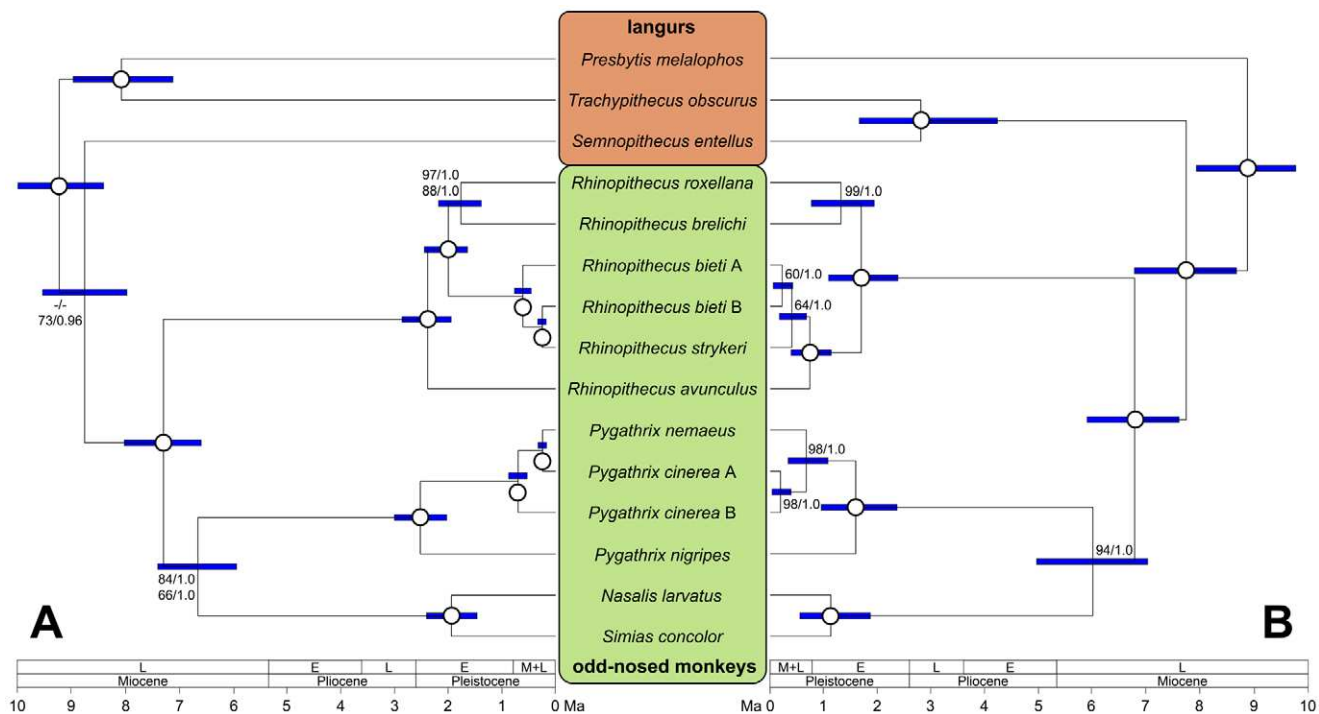 langurs
Presbytis melalophos
Trachypithecus obscurus
Semnopithecus entellus
97/1.0
88/1.0
Rhinopithecus roxellana
99/1.0
Rhinopithecus brelichi
Rhinopithecus bieti A
60/1.0
-/-
73/0.96
Rhinopithecus bieti B
64/1.0
Rhinopithecus strykeri
Rhinopithecus avunculus
Pygathrix nemaeus
98/1.0
Pygathrix cinerea A
98/1.0
Pygathrix cinerea B
Pygathrix nigripes
94/1.0
84/1.0
66/1.0
Nasalis larvatus
A
B
Simias concolor
odd-nosed monkeys
L E L E M+L
M+L E L E L
Miocene Pliocene Pleistocene
Pleistocene Pliocene Miocene
10 9 8 7 6 5 4 3 2 1 0 Ma
Ma 0 1 2 3 4 5 6 7 8 9 10